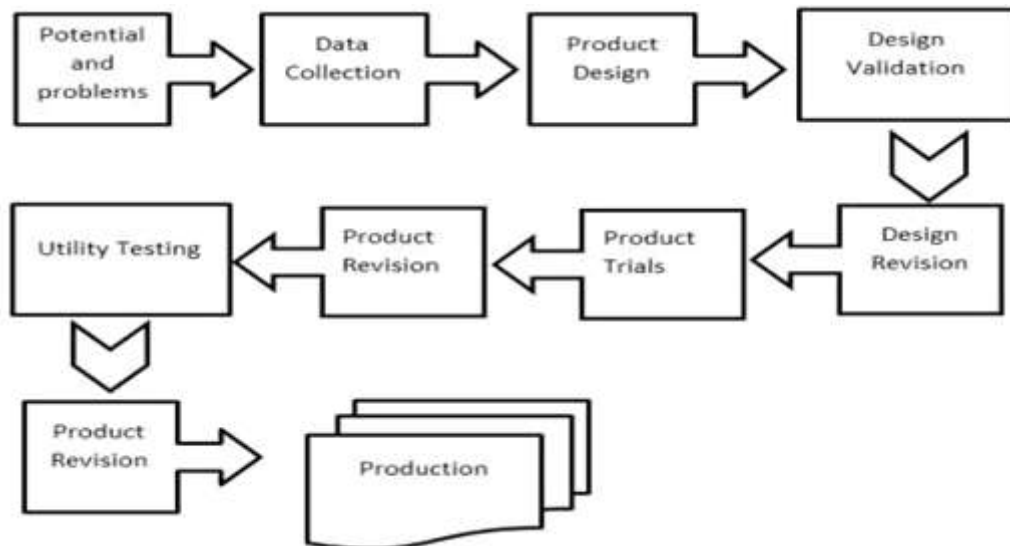 Potential
and
problems
Data
Collection
Product
Design
Design
Validation
Design
Revision
Product
Trials
Product
Revision
Utility Testing
Product
Revision
Production